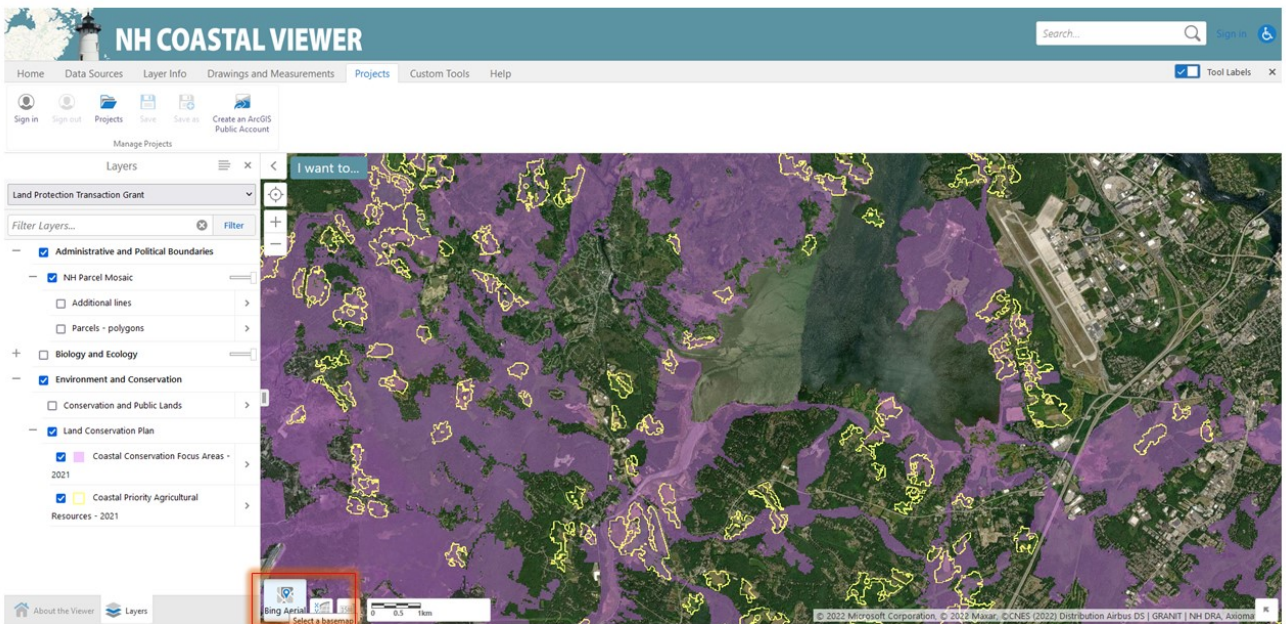 NH COASTAL VIEWER
Search...
Sign in
Home Data Sources Layer Info Drawings and Measurements Projects Custom Tools Help
Tool Labels
Sign in Sign out Projects Save Save as Create an ArcGIS
Public Account
Manage Projects
Layers
I want to...
Land Protection Transaction Grant
Filter Layers... Filter
Administrative and Political Boundaries
NH Parcel Mosaic
Additional lines
Parcels - polygons
Biology and Ecology
Environment and Conservation
Conservation and Public Lands
Land Conservation Plan
Coastal Conservation Focus Areas -
2021
Coastal Priority Agricultural
Resources - 2021
About the Viewer Layers
Bing Aerial
Select a basemap
0 0.5 1km
© 2022 Microsoft Corporation, © 2022 Maxar, ©CNES (2022) Distribution Airbus DS | GRANIT | NH DRA, Axioma